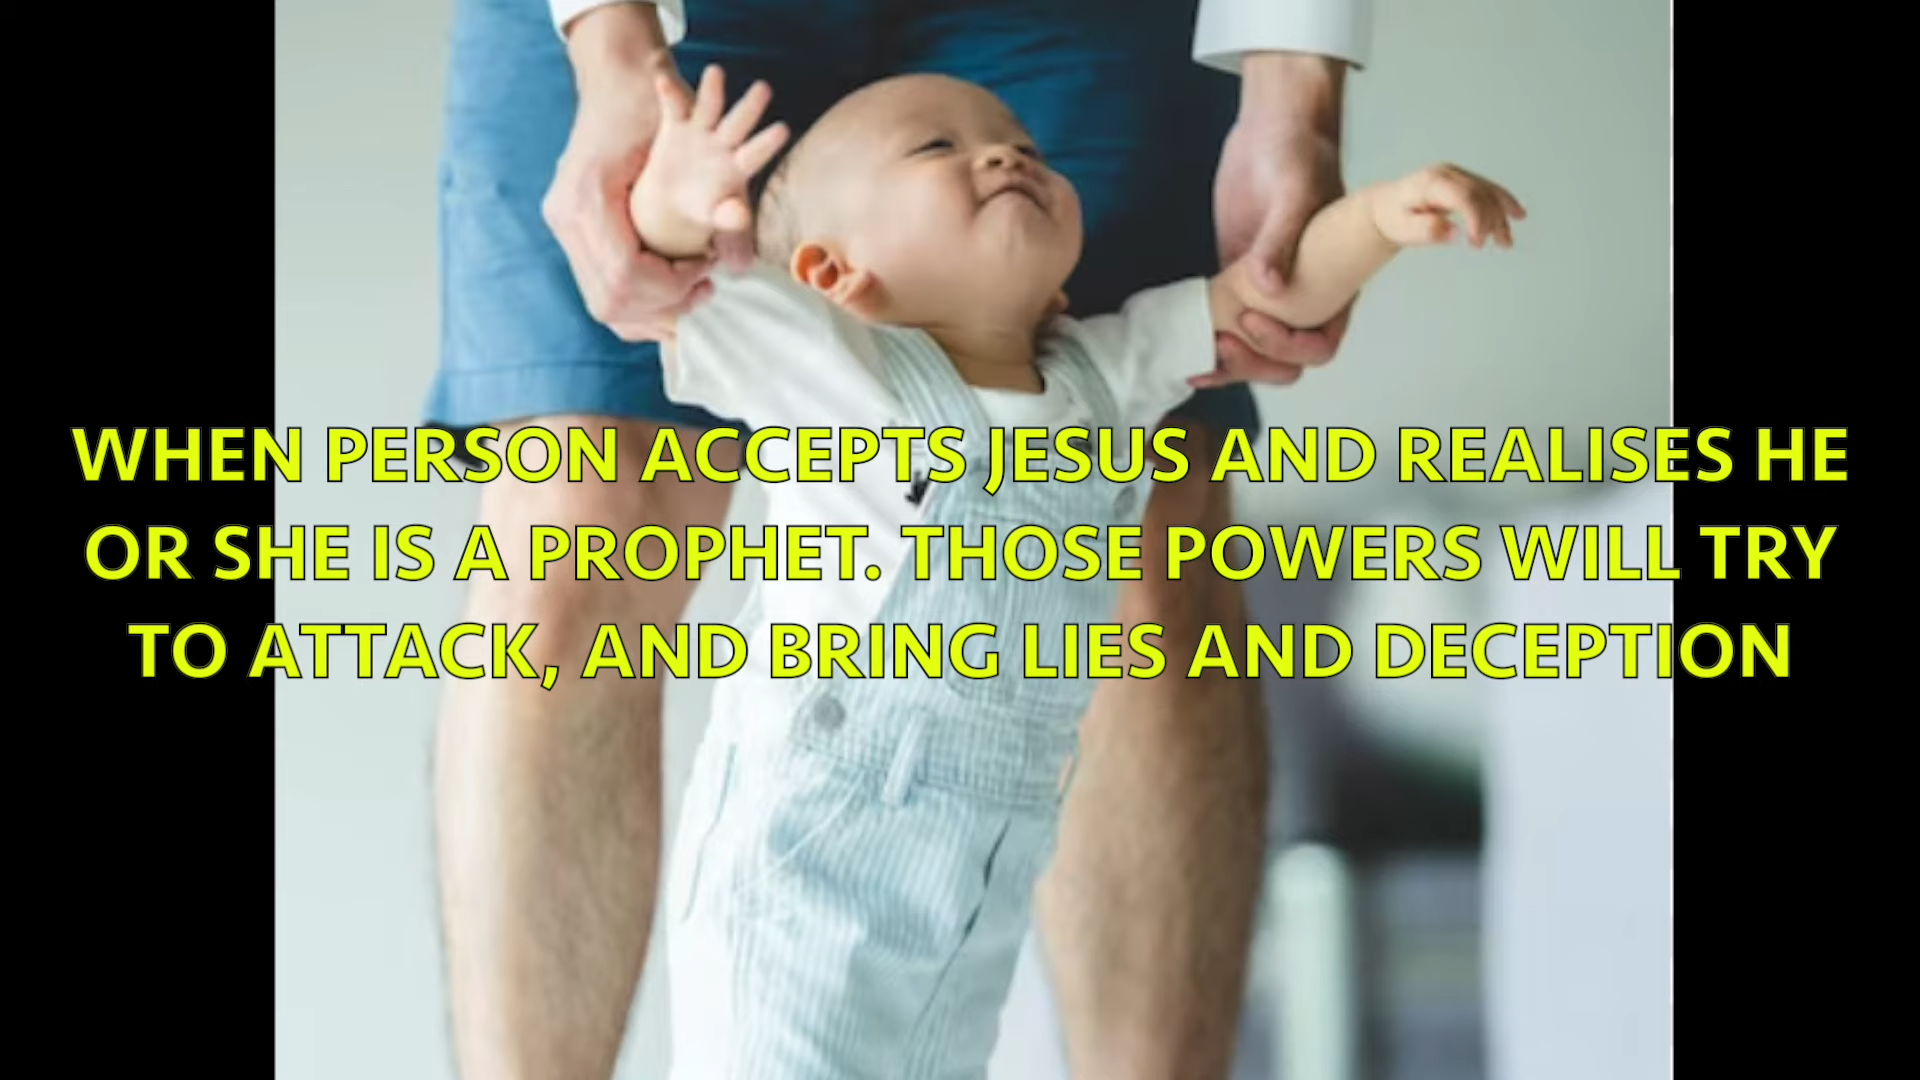 WHEN PERSON ACCEPTS JESUS AND REALISES HE
OR SHE IS A PROPHET. THOSE POWERS WILL TRY
TO ATTACK, AND BRING LIES AND DECEPTION